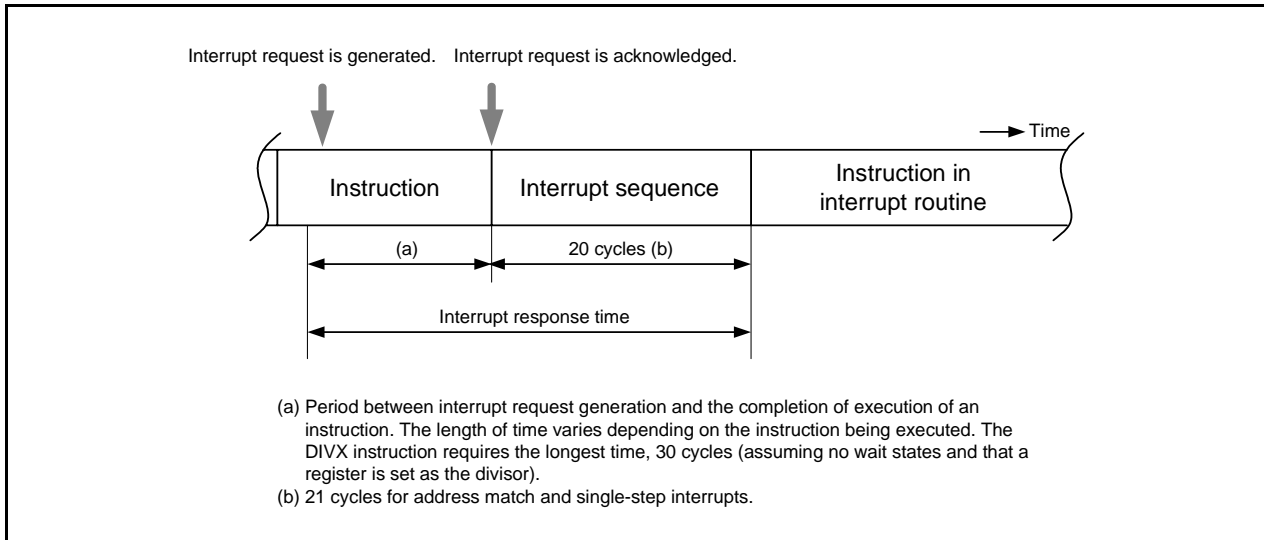 Interrupt request is generated. Interrupt request is acknowledged.
Time
Instruction
Interrupt sequence
Instruction in
interrupt routine
(a)
20 cycles (b)
Interrupt response time
(a) Period between interrupt request generation and the completion of execution of an
instruction. The length of time varies depending on the instruction being executed. The
DIVX instruction requires the longest time, 30 cycles (assuming no wait states and that a
register is set as the divisor).
(b) 21 cycles for address match and single-step interrupts.